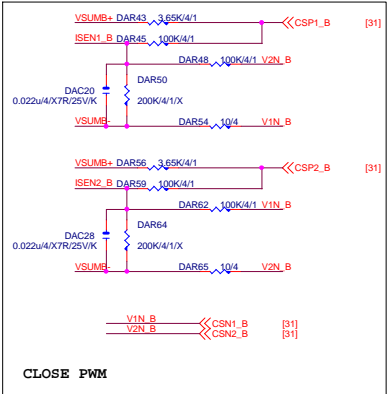 VSUMB+ DAR43 3.65K/4/1 CSP1_B [31]
ISEN1_B DAR45 100K/4/1
DAR48 100K/4/1 V2N_B
DAC20 DAR50
0.022u/4/X7R/25V/K 200K/4/1/X
VSUMB- DAR54 10/4 V1N_B
VSUMB+ DAR56 3.65K/4/1 CSP2_B [31]
ISEN2_B DAR59 100K/4/1
DAR62 100K/4/1 V1N_B
DAC28 DAR64
0.022u/4/X7R/25V/K 200K/4/1/X
VSUMB- DAR65 10/4 V2N_B
V1N_B CSN1_B [31]
V2N_B CSN2_B [31]
CLOSE PWM